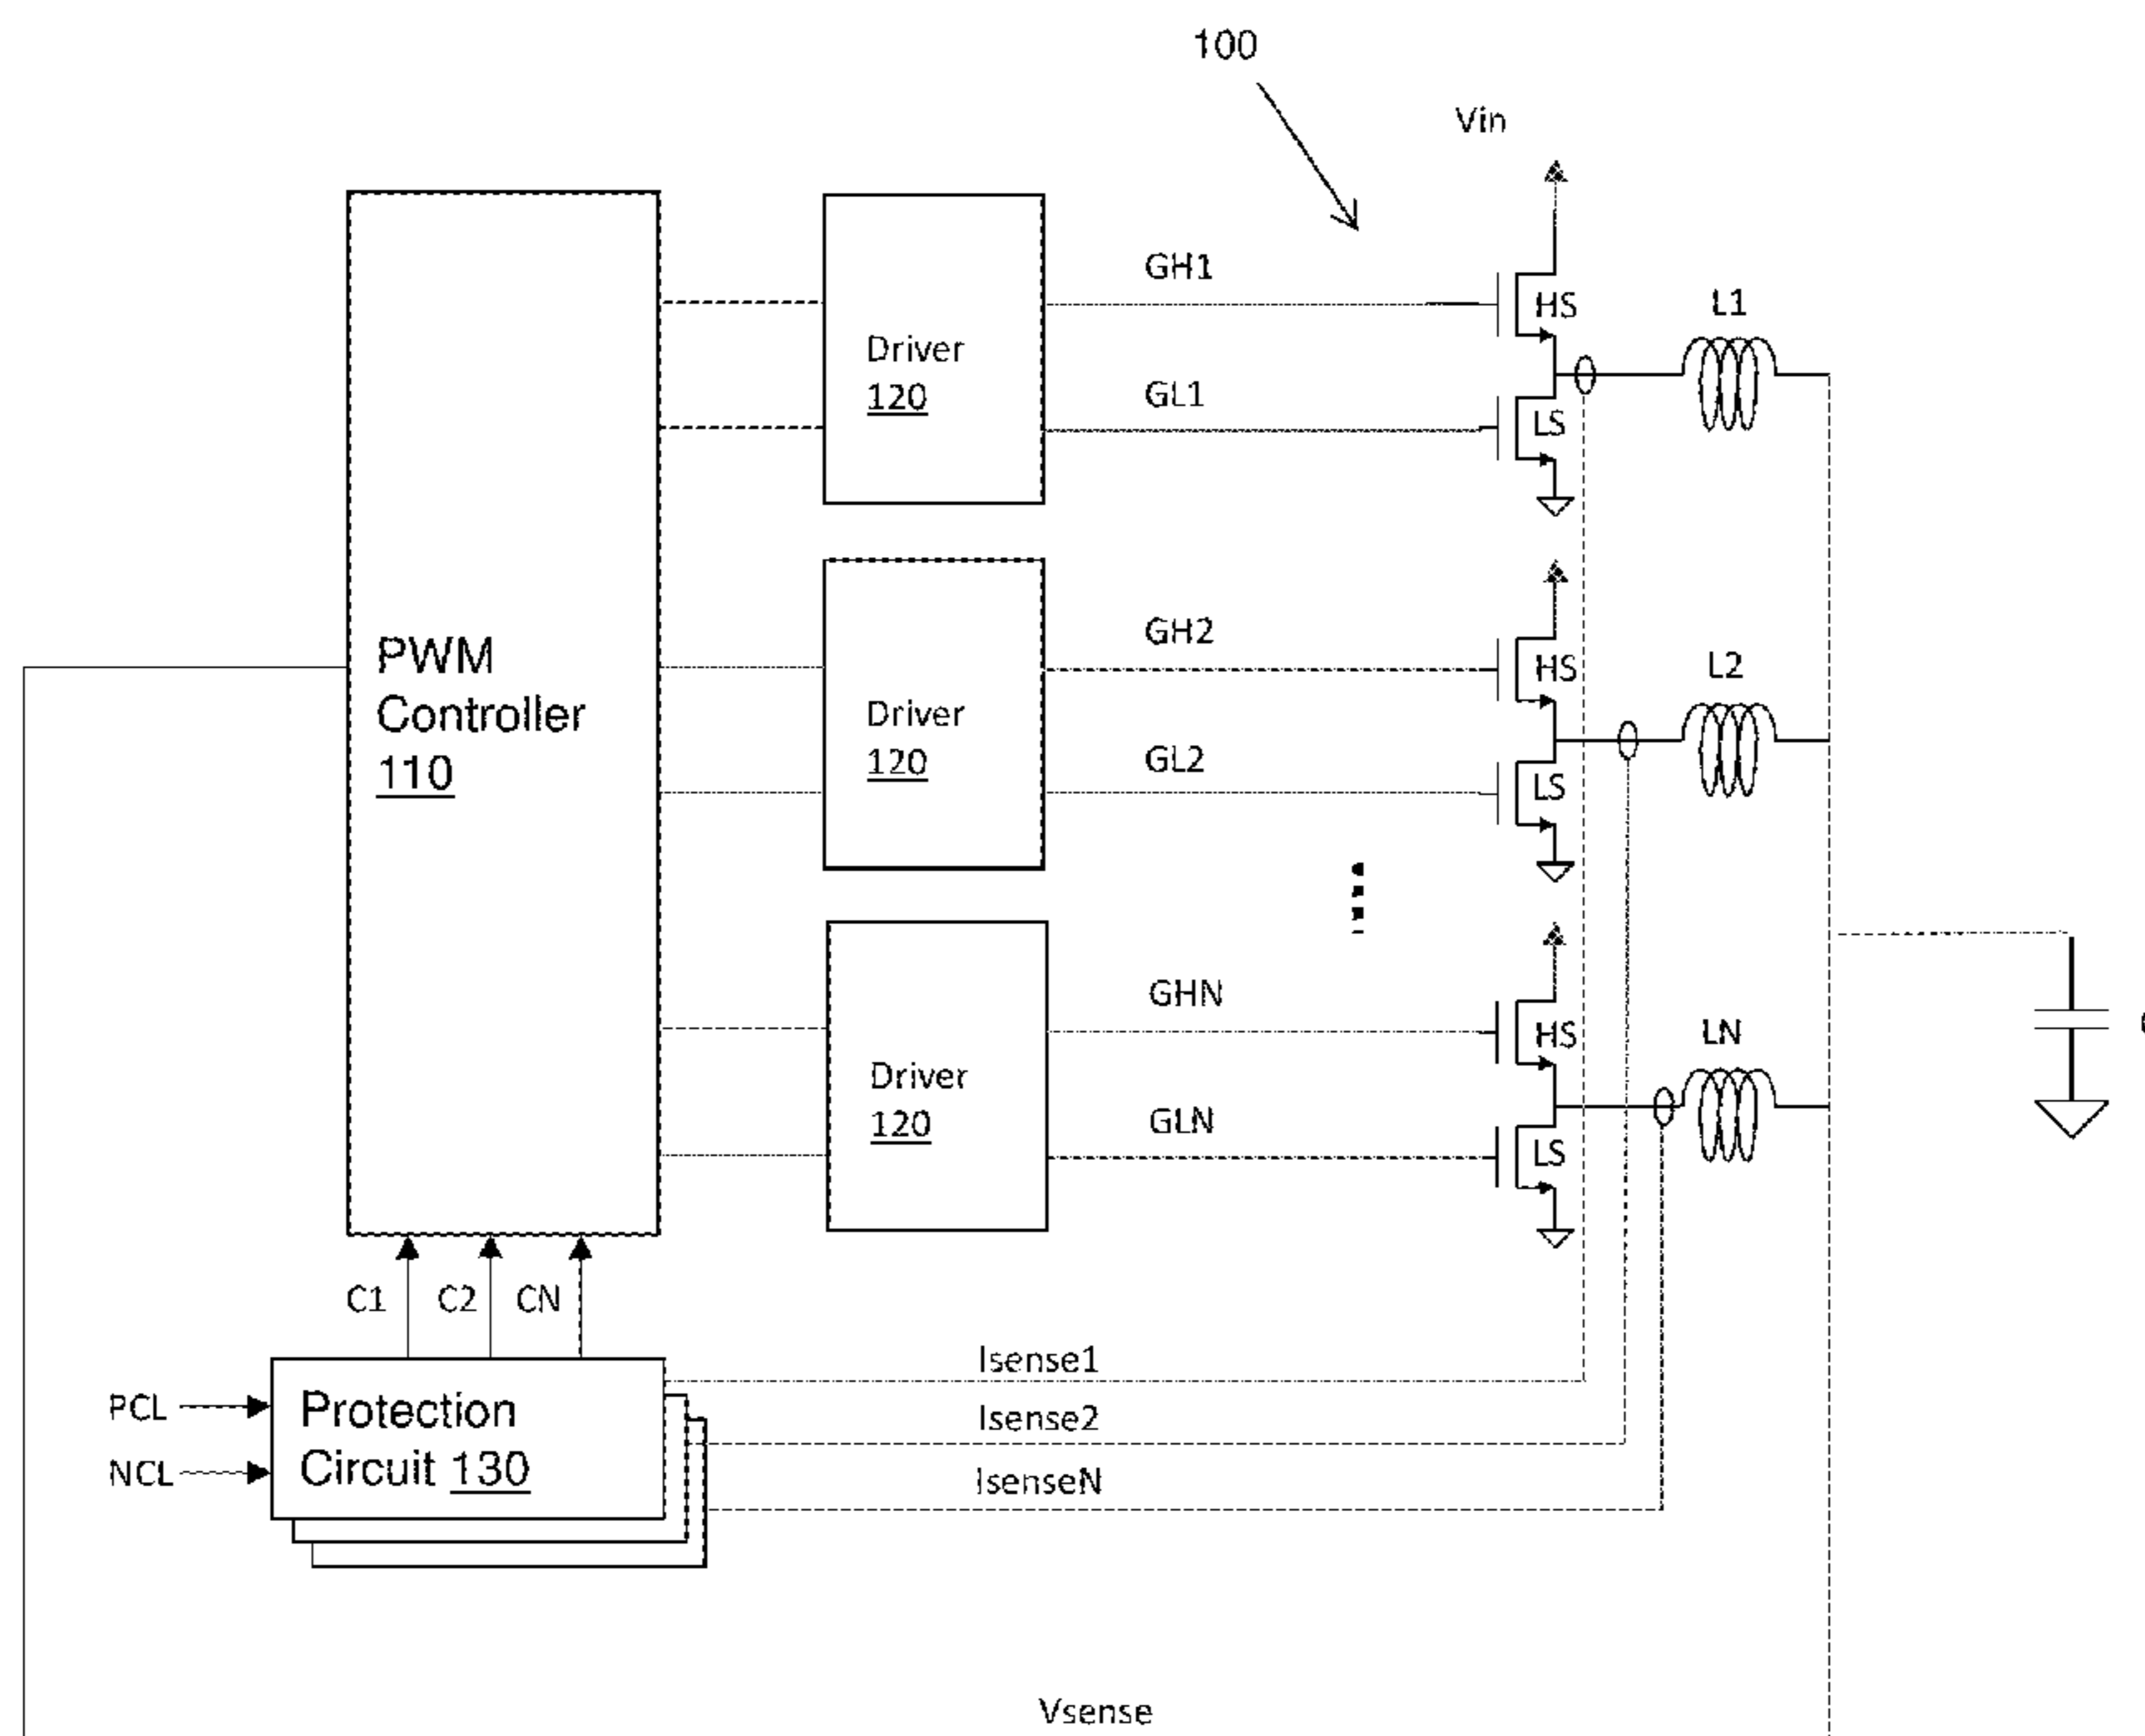 100
Vin
GH1
HS
L1
Driver
120
GL1
LS
PWM
Controller
110
GH2
HS
L2
Driver
120
GL2
LS
GHN
HS
LN
Driver
120
GLN
LS
C1 C2 CN
Isense1
PCL
Protection
Isense2
NCL
Circuit 130
IsenseN
Vsense